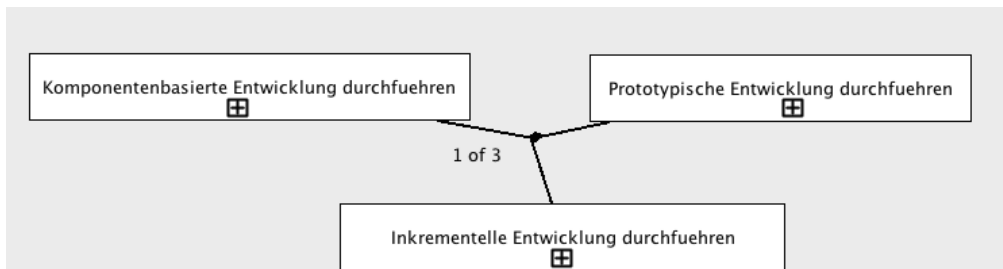 Komponentenbasierte Entwicklung durchfuehren
Prototypische Entwicklung durchfuehren
1 of 3
Inkrementelle Entwicklung durchfuehren